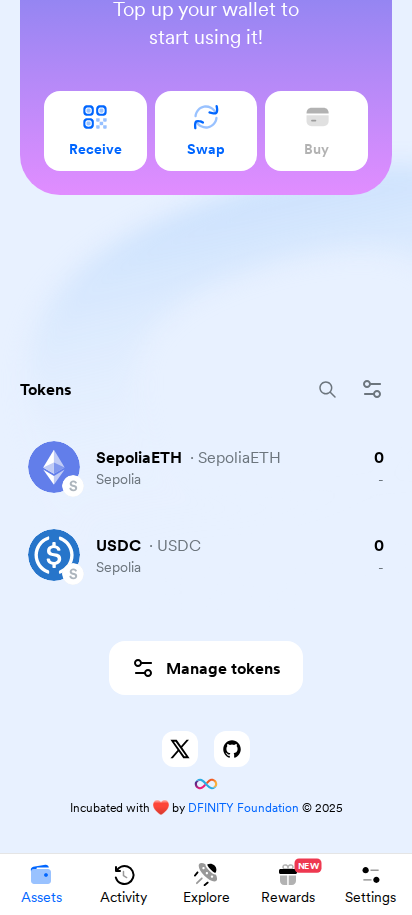 Top up your wallet to
start using it!
Receive
Swap
Buy
Tokens
SepoliaETH · SepoliaETH
0
Sepolia
-
S
USDC · USDC
0
Sepolia
-
S
Manage tokens
Incubated with ❤️ by DFINITY Foundation © 2025
NEW
Assets
Activity
Explore
Rewards
Settings